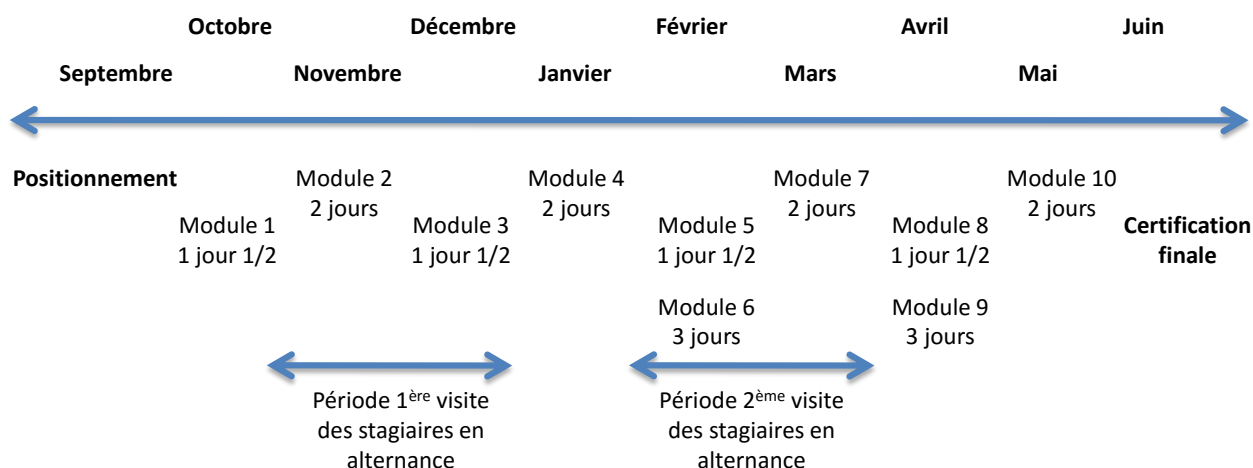 Octobre Décembre Février Avril Juin
Septembre Novembre Janvier Mars Mai
Positionnement Module 2 Module 4 Module 7 Module 10
2 jours 2 jours 2 jours 2 jours
Module 1 Module 3 Module 5 Module 8 Certification
1 jour 1/2 1 jour 1/2 1 jour 1/2 1 jour 1/2 finale
Module 6 Module 9
3 jours 3 jours
Période 1ère visite
des stagiaires en
alternance
Période 2ème visite
des stagiaires en
alternance